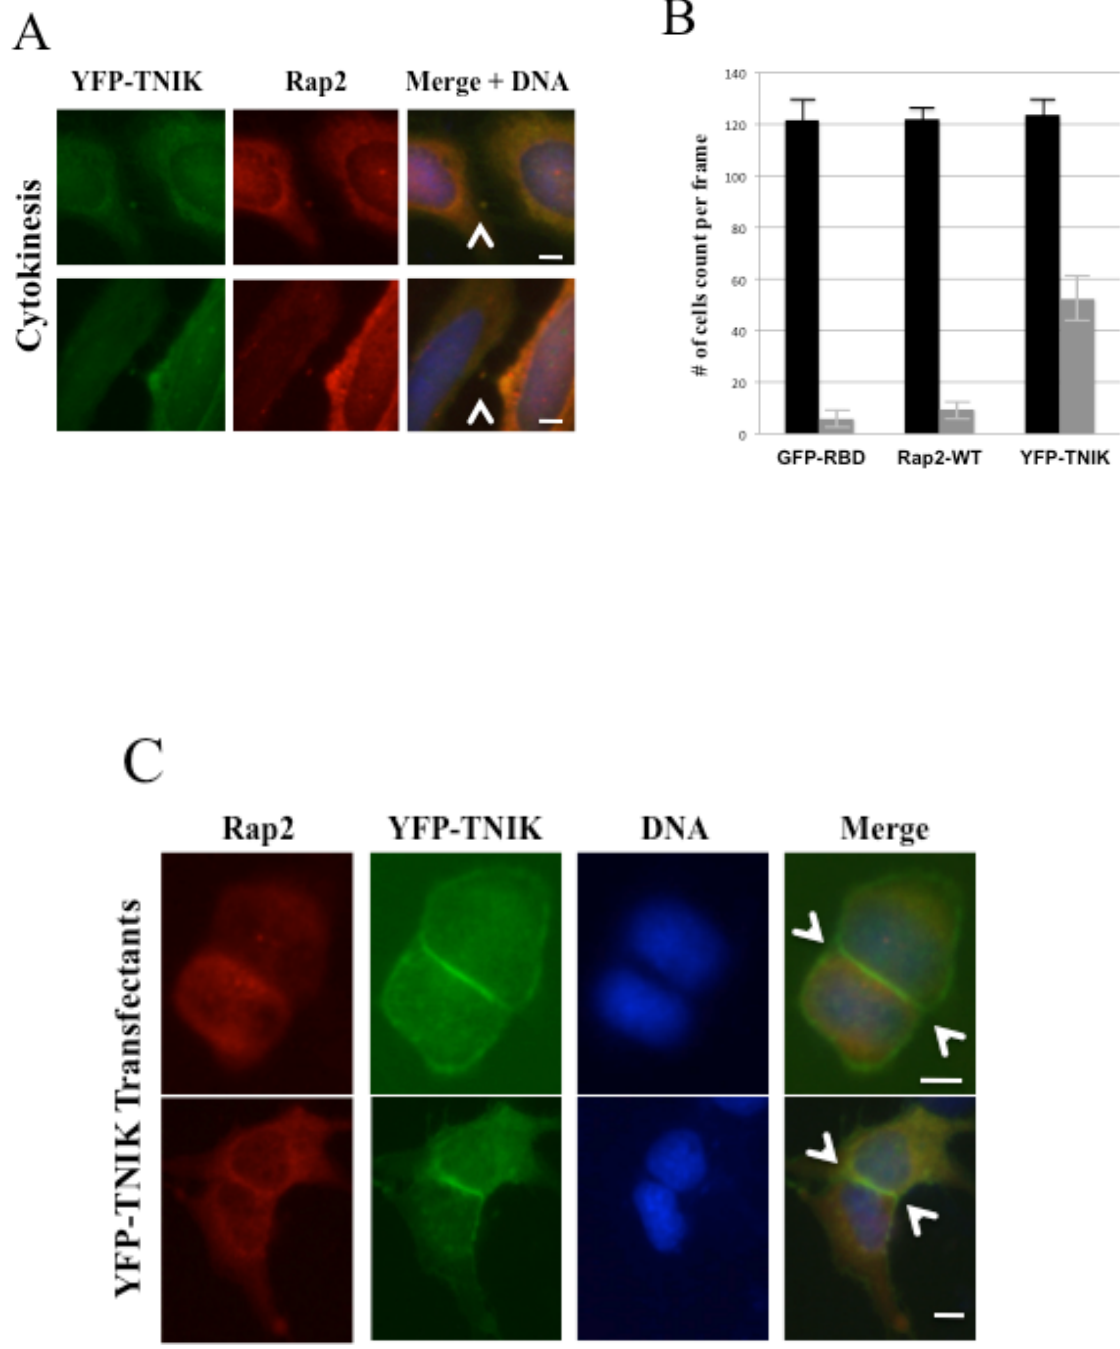 A
YFP-TNIK Rap2 Merge + DNA
Cytokinesis
B
# of cells count per frame
140
120
100
80
60
40
20
0
GFP-RBD Rap2-WT YFP-TNIK
C
Rap2 YFP-TNIK DNA Merge
YFP-TNIK Transfectants